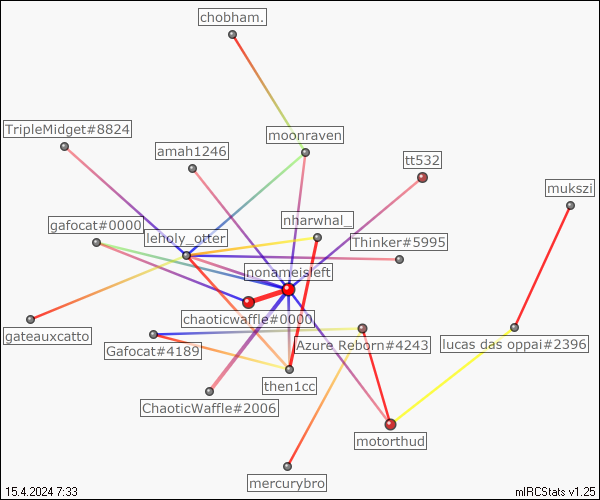 chobham.
TripleMidget#8824
moonraven
amah1246
tt532
mukszi
gafocat#0000
nharwhal_
leholy_otter
Thinker#5995
nonameisleft
chaoticwaffle#0000
gateauxcatto
Gafocat#4189
Azure Reborn#4243
lucas das oppai#2396
then1cc
ChaoticWaffle#2006
motorthud
mercurybro
15.4.2024 7:33
mIRCStats v1.25